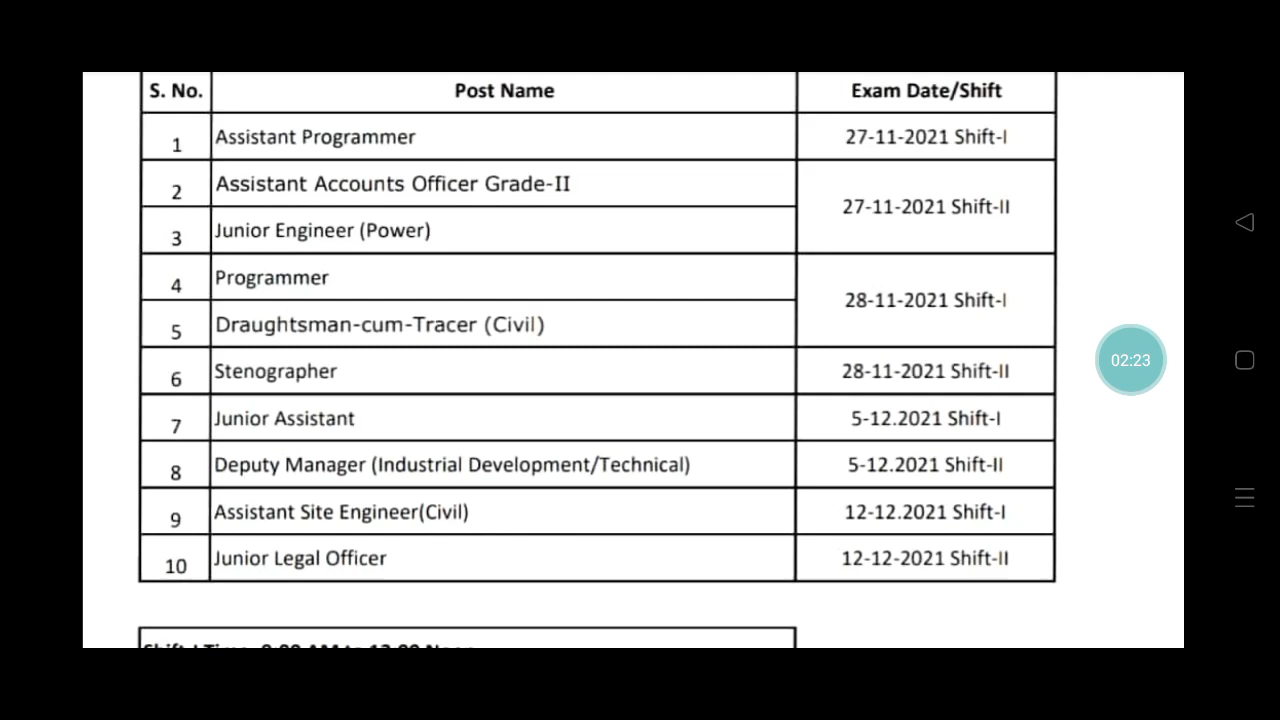 S. No. Post Name Exam Date/Shift
1 Assistant Programmer 27-11-2021 Shift-I
2 Assistant Accounts Officer Grade-II 27-11-2021 Shift-II
3 Junior Engineer (Power)
4 Programmer 28-11-2021 Shift-I
5 Draughtsman-cum-Tracer (Civil)
6 Stenographer 28-11-2021 Shift-II
7 Junior Assistant 5-12.2021 Shift-I
8 Deputy Manager (Industrial Development/Technical) 5-12.2021 Shift-II
9 Assistant Site Engineer(Civil) 12-12.2021 Shift-I
10 Junior Legal Officer 12-12-2021 Shift-II
02:23